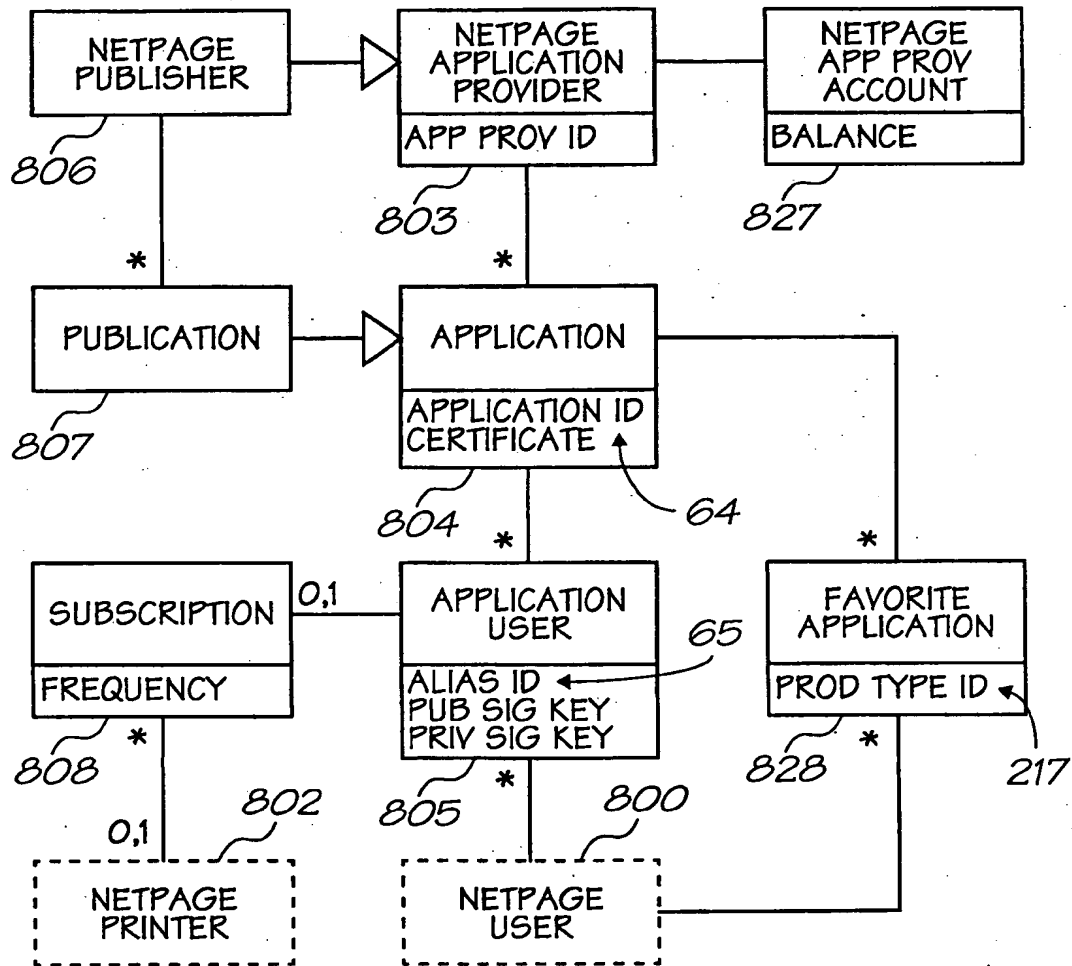 NETPAGE
PUBLISHER
806
NETPAGE
APPLICATION
PROVIDER
APP PROV ID
803
NETPAGE
APP PROV
ACCOUNT
BALANCE
827
*
*
PUBLICATION
807
APPLICATION
APPLICATION ID
CERTIFICATE
804
64
*
*
SUBSCRIPTION
FREQUENCY
808
0,1
APPLICATION
USER
ALIAS ID
PUB SIG KEY
PRIV SIG KEY
805
65
FAVORITE
APPLICATION
PROD TYPE ID
828
217
*
*
*
0,1
802
800
NETPAGE
PRINTER
NETPAGE
USER